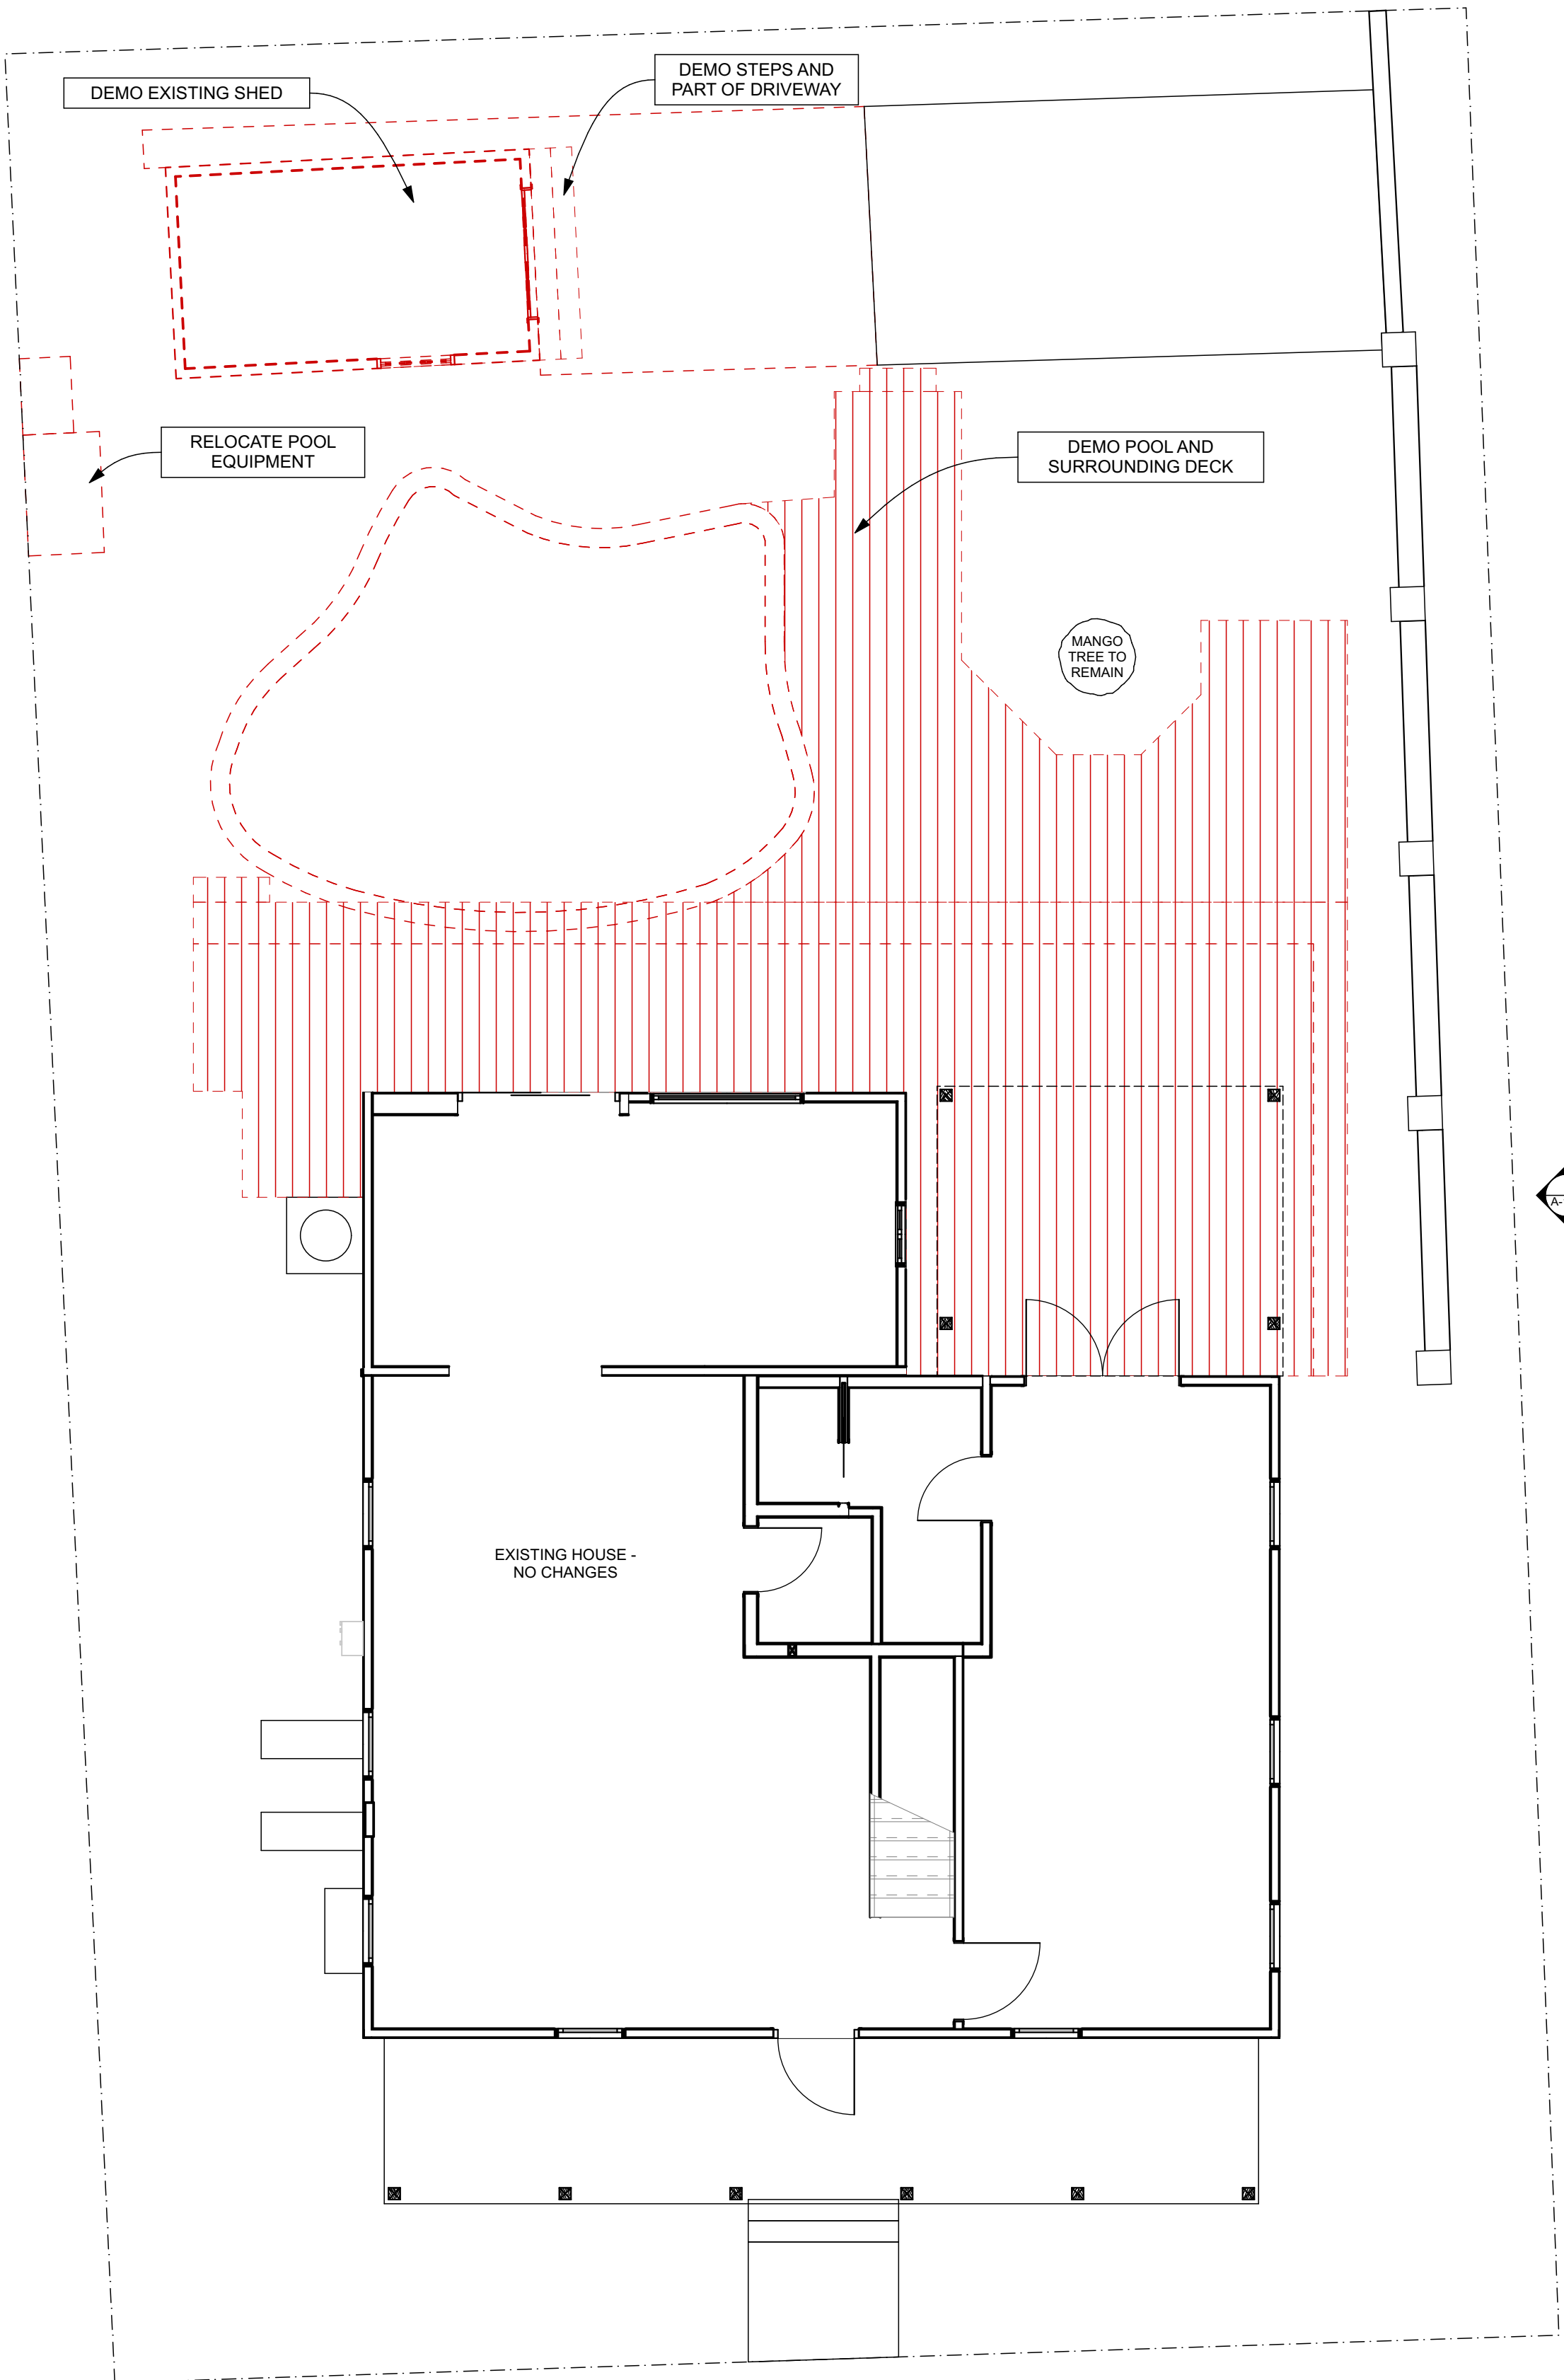 DEMO EXISTING SHED
DEMO STEPS AND
PART OF DRIVEWAY
RELOCATE POOL
EQUIPMENT
DEMO POOL AND
SURROUNDING DECK
MANGO
TREE TO
REMAIN
A-
EXISTING HOUSE -
NO CHANGES